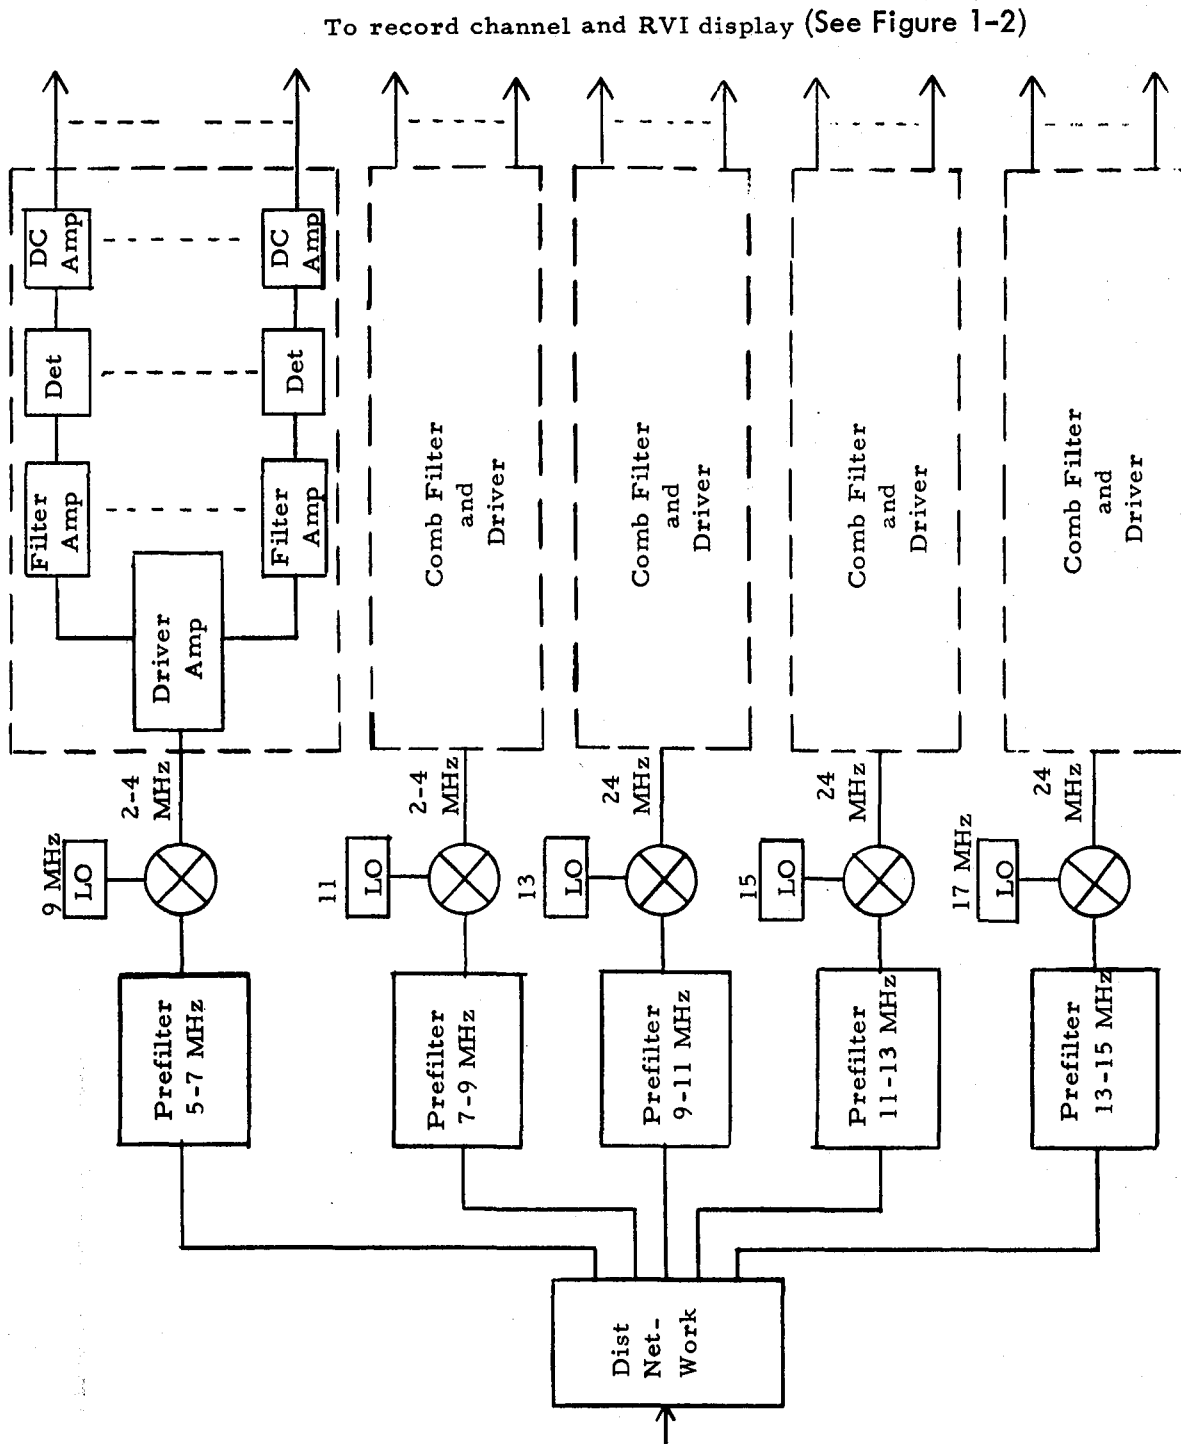 To record channel and RVI display (See Figure 1-2)
DC
Amp
DC
Amp
Det
Det
Filter
Amp
Filter
Amp
Driver
Amp
Comb Filter
and
Driver
Comb Filter
and
Driver
Comb Filter
and
Driver
Comb Filter
and
Driver
2-4
MHz
2-4
MHz
24
MHz
24
MHz
24
MHz
9 MHz
LO
11
LO
13
LO
15
LO
17 MHz
LO
Prefilter
5-7 MHz
Prefilter
7-9 MHz
Prefilter
9-11 MHz
Prefilter
11-13 MHz
Prefilter
13-15 MHz
Dist
Net-
Work